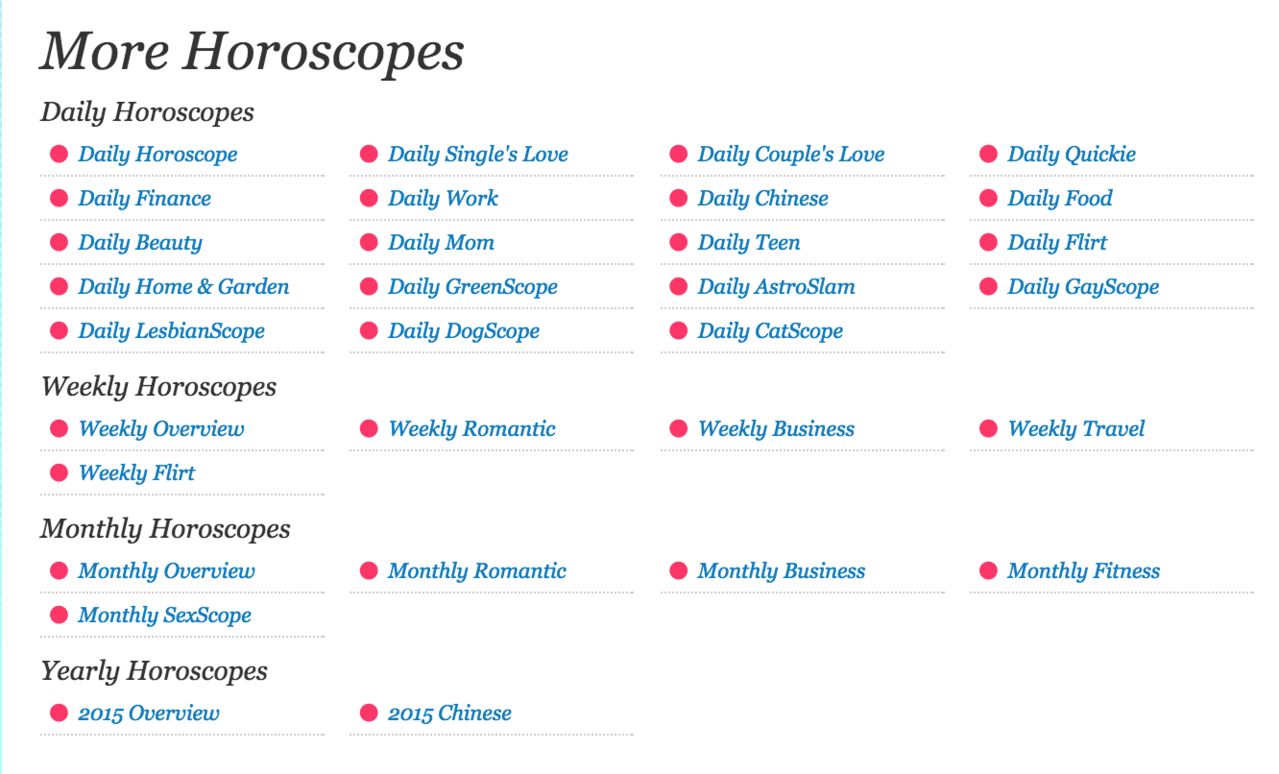 More Horoscopes
Daily Horoscopes
Daily Horoscope Daily Single's Love Daily Couple's Love Daily Quickie
Daily Finance Daily Work Daily Chinese Daily Food
Daily Beauty Daily Mom Daily Teen Daily Flirt
Daily Home & Garden Daily GreenScope Daily AstroSlam Daily GayScope
Daily LesbianScope Daily DogScope Daily CatScope
Weekly Horoscopes
Weekly Overview Weekly Romantic Weekly Business Weekly Travel
Weekly Flirt
Monthly Horoscopes
Monthly Overview Monthly Romantic Monthly Business Monthly Fitness
Monthly SexScope
Yearly Horoscopes
2015 Overview 2015 Chinese